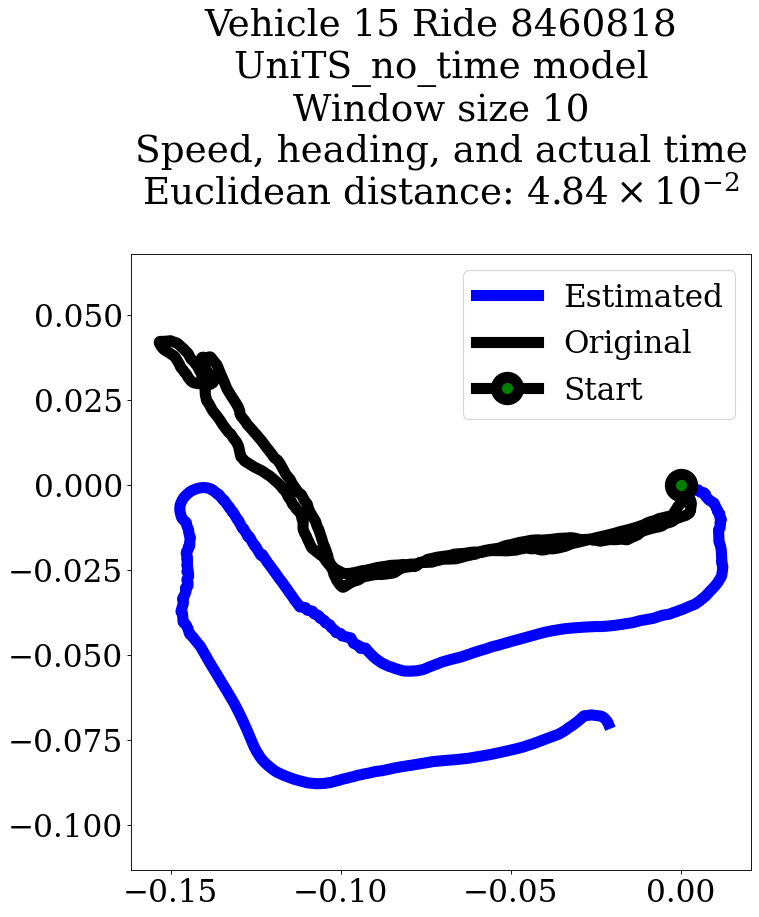 Vehicle 15 Ride 8460818
UniTS_no_time model
Window size 10
Speed, heading, and actual time
Euclidean distance: 4.84 × 10⁻²
Estimated
Original
Start
0.050
0.025
0.000
−0.025
−0.050
−0.075
−0.100
−0.15
−0.10
−0.05
0.00